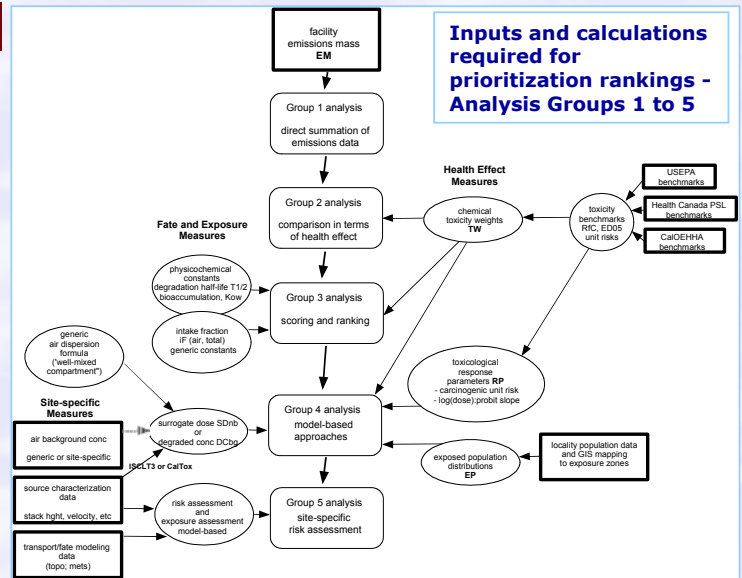 Inputs and calculations
required for
prioritization rankings -
Analysis Groups 1 to 5
facility
emissions mass
EM
Group 1 analysis
direct summation of
emissions data
Group 2 analysis
comparison in terms
of health effect
Health Effect
Measures
chemical
toxicity weights
TW
toxicity
benchmarks
RfC, ED05
unit risks
USEPA
benchmarks
Health Canada PSL
benchmarks
CalOEHHA
benchmarks
Fate and Exposure
Measures
physicochemical
constants
degradation half-life T1/2
bioaccumulation, Kow
intake fraction
iF (air, total)
generic constants
Group 3 analysis
scoring and ranking
generic
air dispersion
formula
('well-mixed
compartment")
toxicological
response
parameters RP
- carcinogenic unit risk
- log(dose):probit slope
Site-specific
Measures
air background conc
generic or site-specific
surrogate dose SDnb
or
degraded conc DCbg
Group 4 analysis
model-based
approaches
ISCLT3 or CalTox
exposed population
distributions
EP
locality population data
and GIS mapping
to exposure zones
source characterization
data
stack hght, velocity, etc
risk assessment
and
exposure assessment
model-based
Group 5 analysis
site-specific
risk assessment
transport/fate modeling
data
(topo; mets)